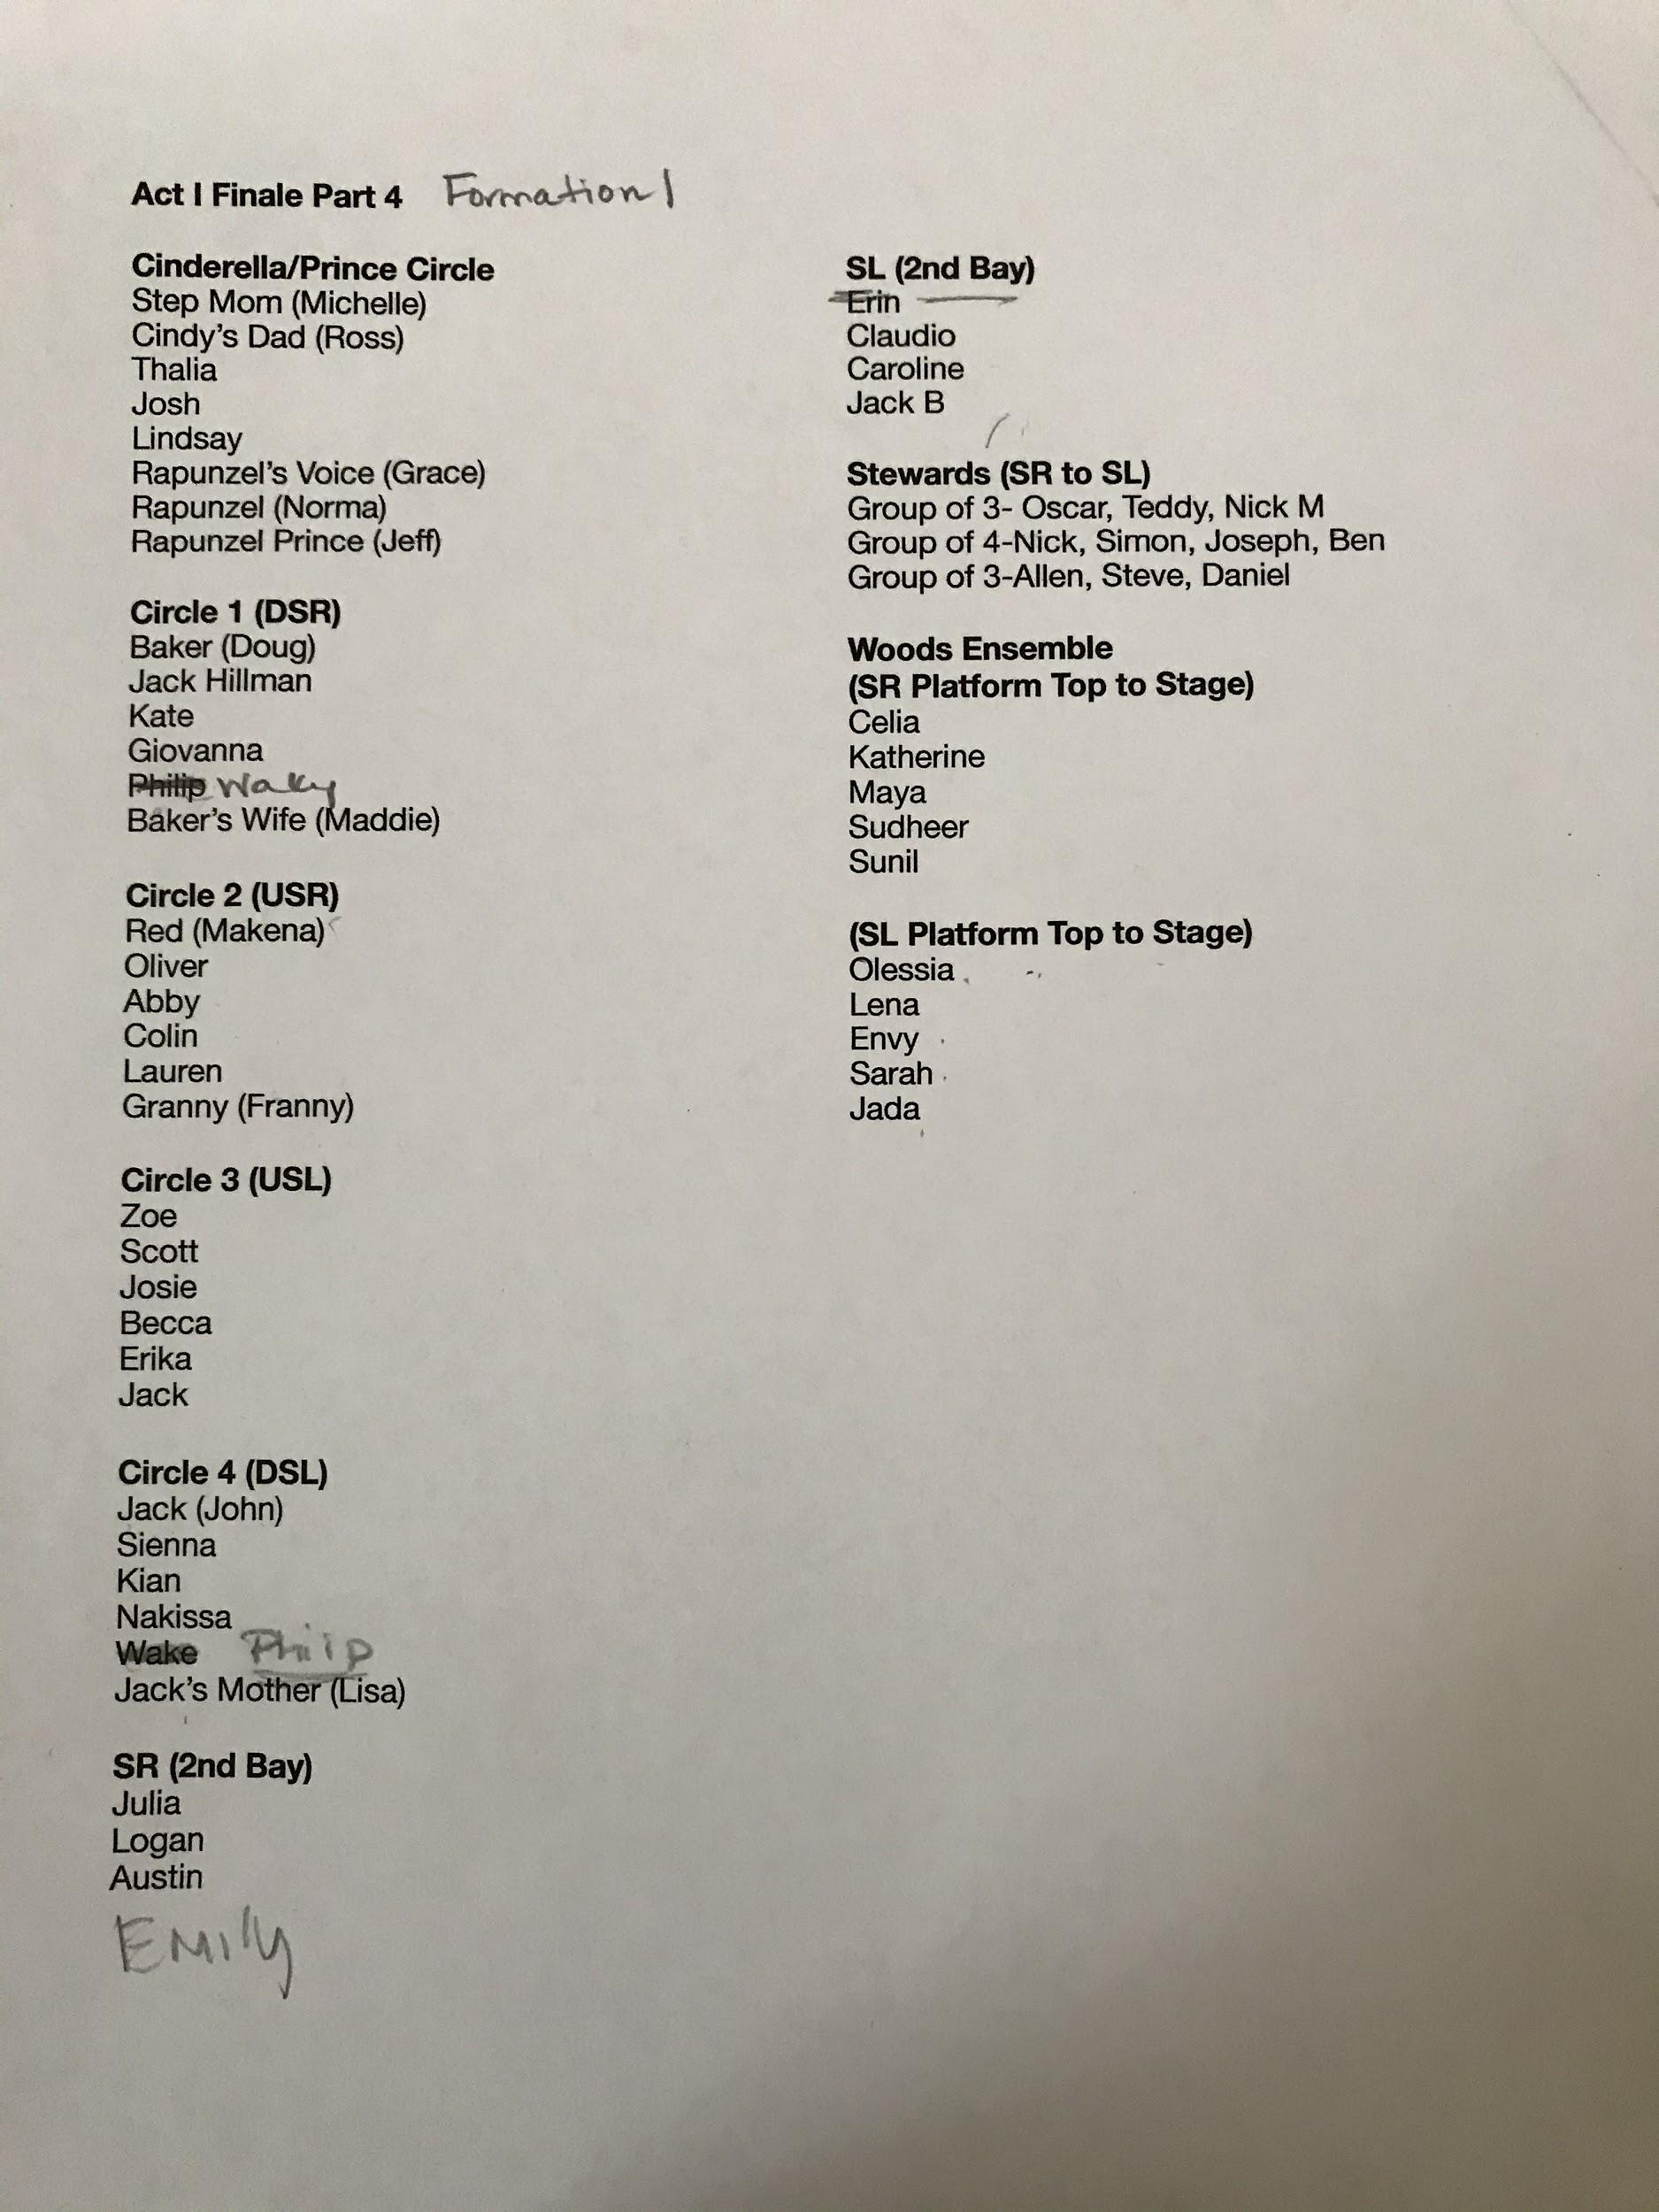 Act I Finale Part 4 Formation 1
Cinderella/Prince Circle
Step Mom (Michelle)
Cindy's Dad (Ross)
Thalia
Josh
Lindsay
Rapunzel's Voice (Grace)
Rapunzel (Norma)
Rapunzel Prince (Jeff)
Circle 1 (DSR)
Baker (Doug)
Jack Hillman
Kate
Giovanna
Philip Waky
Baker's Wife (Maddie)
Circle 2 (USR)
Red (Makena)
Oliver
Abby
Colin
Lauren
Granny (Franny)
Circle 3 (USL)
Zoe
Scott
Josie
Becca
Erika
Jack
Circle 4 (DSL)
Jack (John)
Sienna
Kian
Nakissa
Wake Philip
Jack's Mother (Lisa)
SR (2nd Bay)
Julia
Logan
Austin
Emily
SL (2nd Bay)
Erin
Claudio
Caroline
Jack B
Stewards (SR to SL)
Group of 3- Oscar, Teddy, Nick M
Group of 4-Nick, Simon, Joseph, Ben
Group of 3-Allen, Steve, Daniel
Woods Ensemble
(SR Platform Top to Stage)
Celia
Katherine
Maya
Sudheer
Sunil
(SL Platform Top to Stage)
Olessia
Lena
Envy
Sarah
Jada